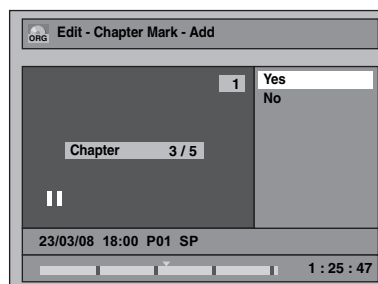 ORG Edit - Chapter Mark - Add
1
Yes
No
Chapter 3 / 5
23/03/08 18:00 P01 SP
1 : 25 : 47